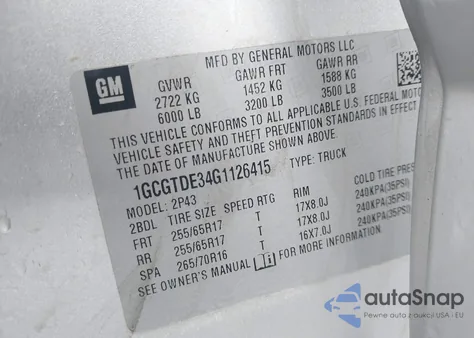 MFD BY GENERAL MOTORS LLC
GM
GVWR GAWR FRT GAWR RR
2722 KG 1452 KG 1588 KG
6000 LB 3200 LB 3500 LB
THIS VEHICLE CONFORMS TO ALL APPLICABLE U.S. FEDERAL MOTO
VEHICLE SAFETY AND THEFT PREVENTION STANDARDS IN EFFECT
THE DATE OF MANUFACTURE SHOWN ABOVE.
1GCGTDE34G1126415 TYPE: TRUCK
MODEL: 2P43
2BDL TIRE SIZE SPEED RTG RIM COLD TIRE PRES
FRT 255/65R17 T 17X8.0J 240KPA(35PSI)
RR 255/65R17 T 17X8.0J 240KPA(35PSI)
SPA 265/70R16 T 16X7.0J 240KPA(35PSI)
SEE OWNER'S MANUAL FOR MORE INFORMATION
autoSnap
Pewne auta z aukcji USA i EU